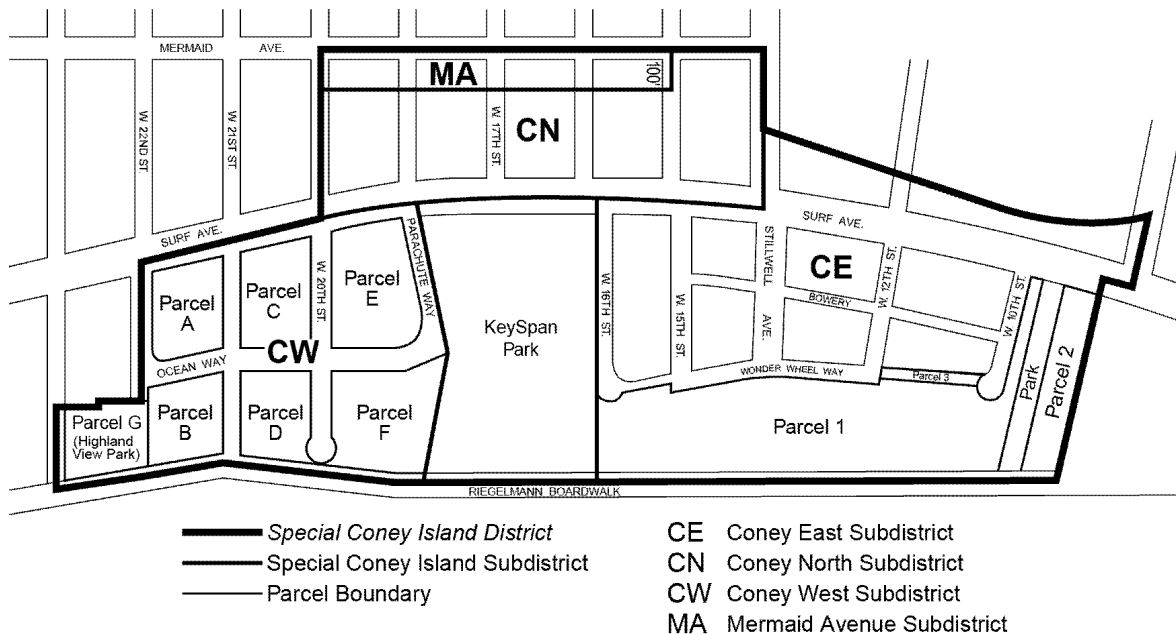 MERMAID AVE.
MA
100'
CN
W. 22ND ST.
W. 21ST ST.
W. 17TH ST.
SURF AVE.
SURF AVE.
PARACHUTE WAY
W. 20TH ST.
STILLWELL AVE.
CE
BOWERY
W. 12TH ST.
W. 10TH ST.
W. 16TH ST.
W. 15TH ST.
Parcel
A
Parcel
C
Parcel
E
KeySpan
Park
CW
OCEAN WAY
WONDER WHEEL WAY
Parcel 3
Park
Parcel 2
Parcel G
(Highland
View Park)
Parcel
B
Parcel
D
Parcel
F
Parcel 1
RIEGELMANN BOARDWALK
Special Coney Island District
Special Coney Island Subdistrict
Parcel Boundary
CE Coney East Subdistrict
CN Coney North Subdistrict
CW Coney West Subdistrict
MA Mermaid Avenue Subdistrict